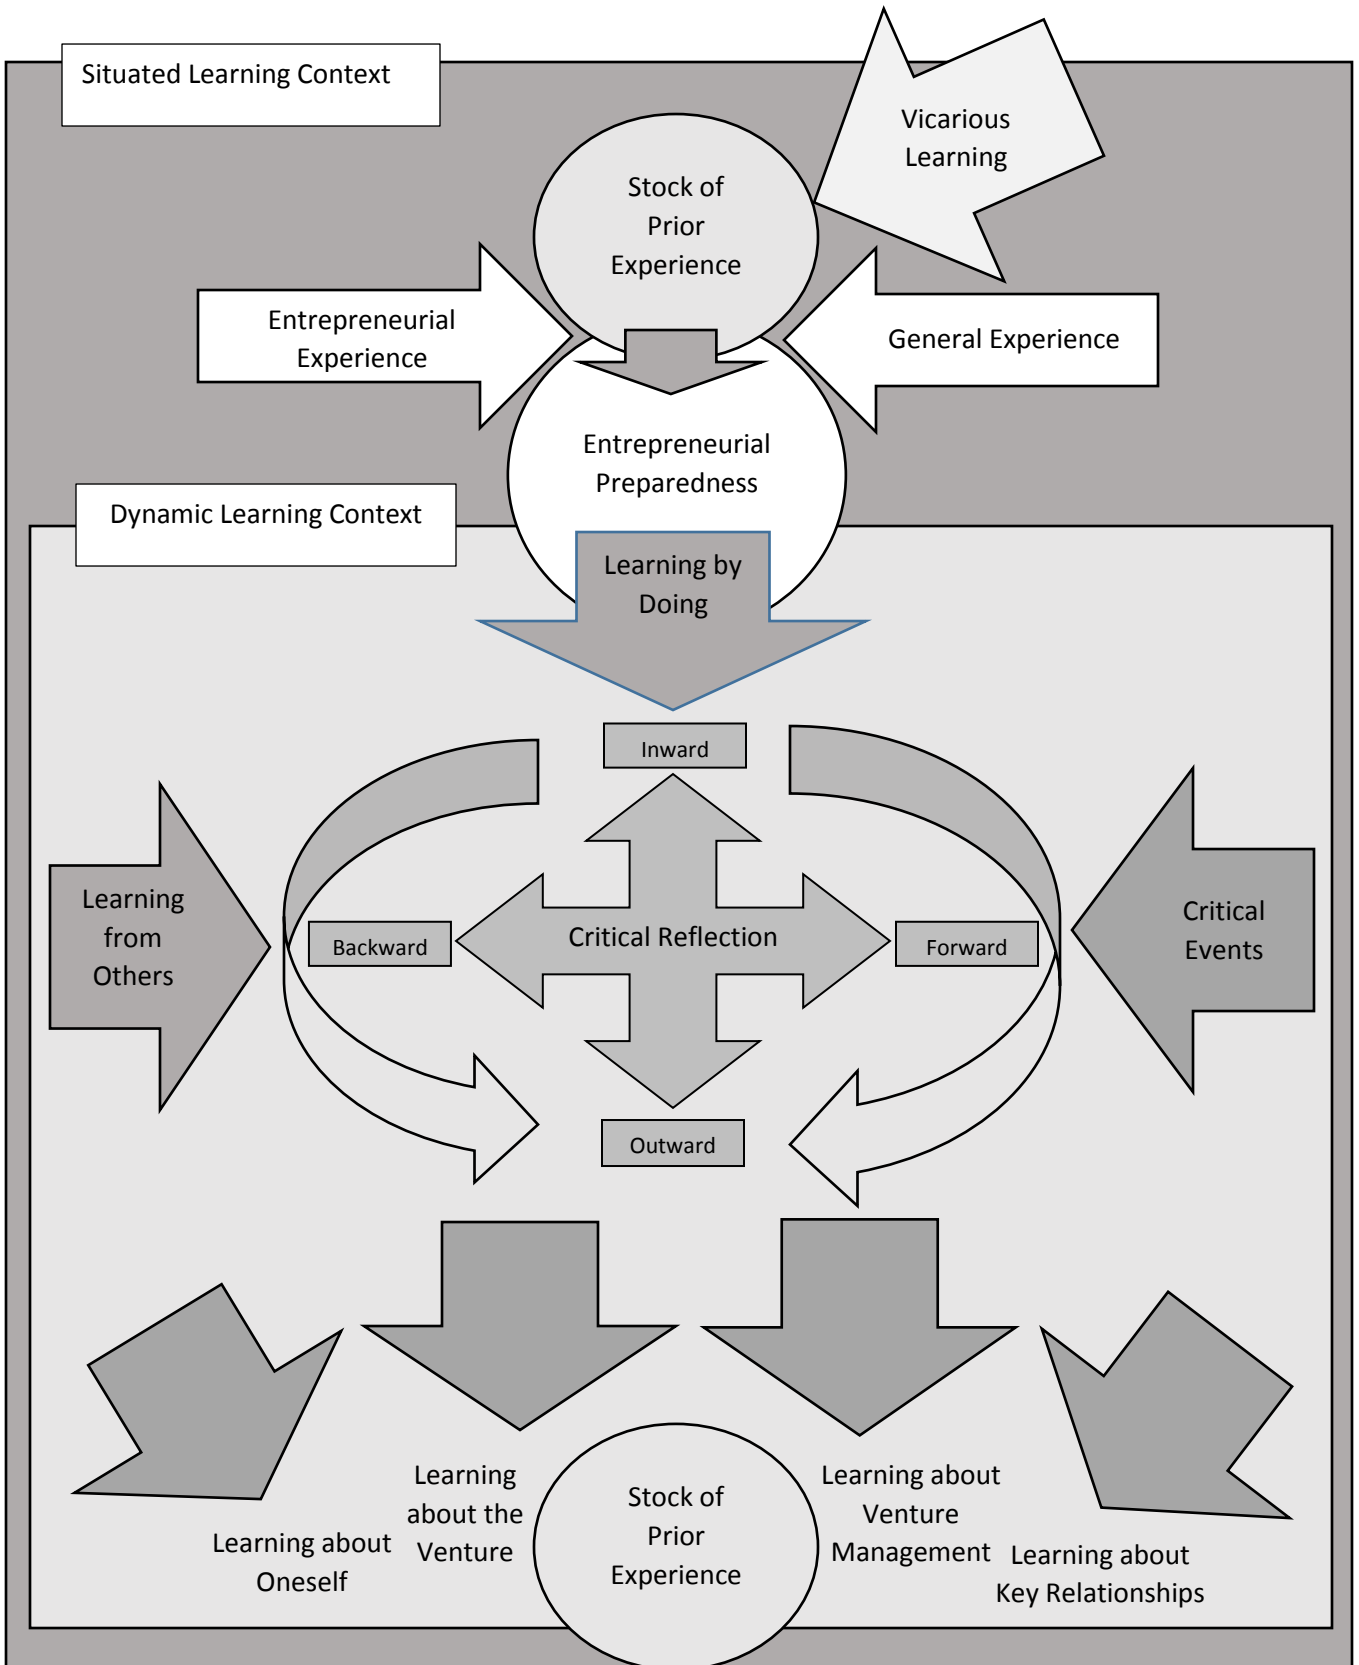 Situated Learning Context
Vicarious
Learning
Stock of
Prior
Experience
Entrepreneurial
Experience
General Experience
Entrepreneurial
Preparedness
Dynamic Learning Context
Learning by
Doing
Inward
Learning
from
Others
Backward
Critical Reflection
Forward
Critical
Events
Outward
Learning about
Oneself
Learning
about the
Venture
Stock of
Prior
Experience
Learning about
Venture
Management
Learning about
Key Relationships